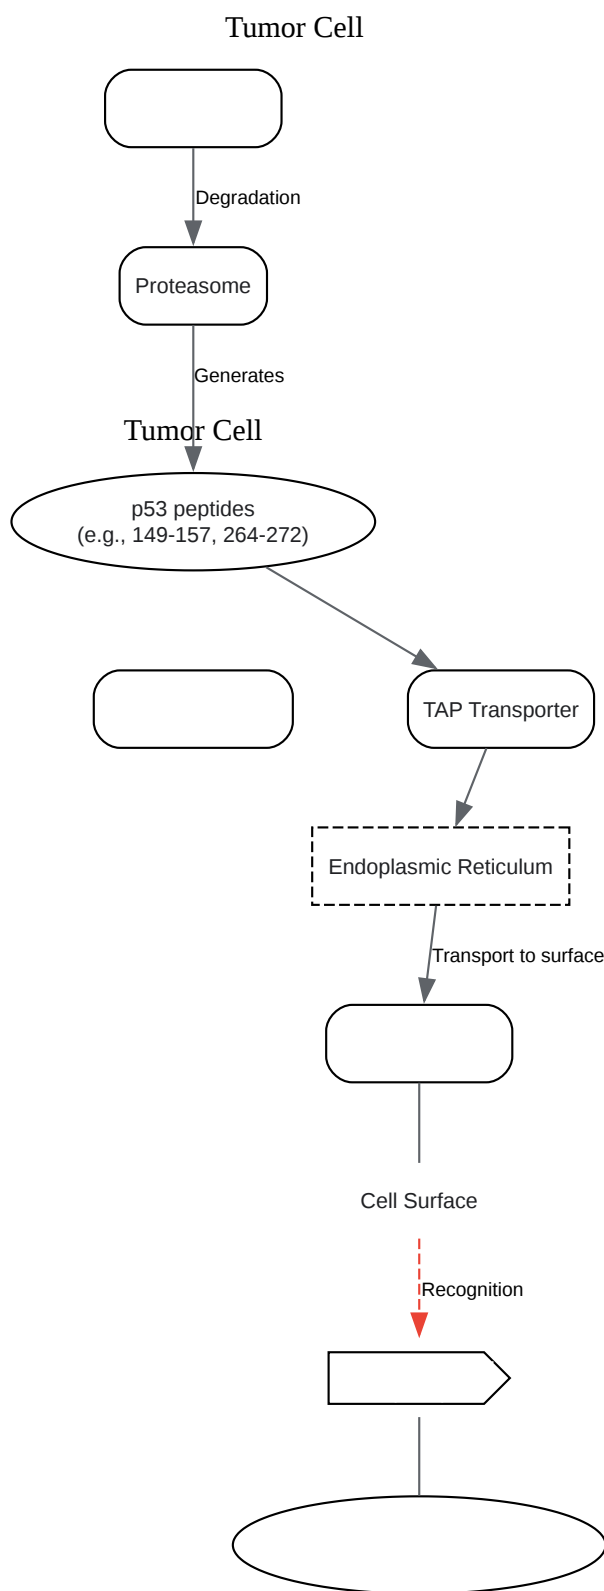 Tumor Cell
Degradation
Proteasome
Generates
Tumor Cell
p53 peptides
(e.g., 149-157, 264-272)
TAP Transporter
Endoplasmic Reticulum
Transport to surface
Cell Surface
Recognition